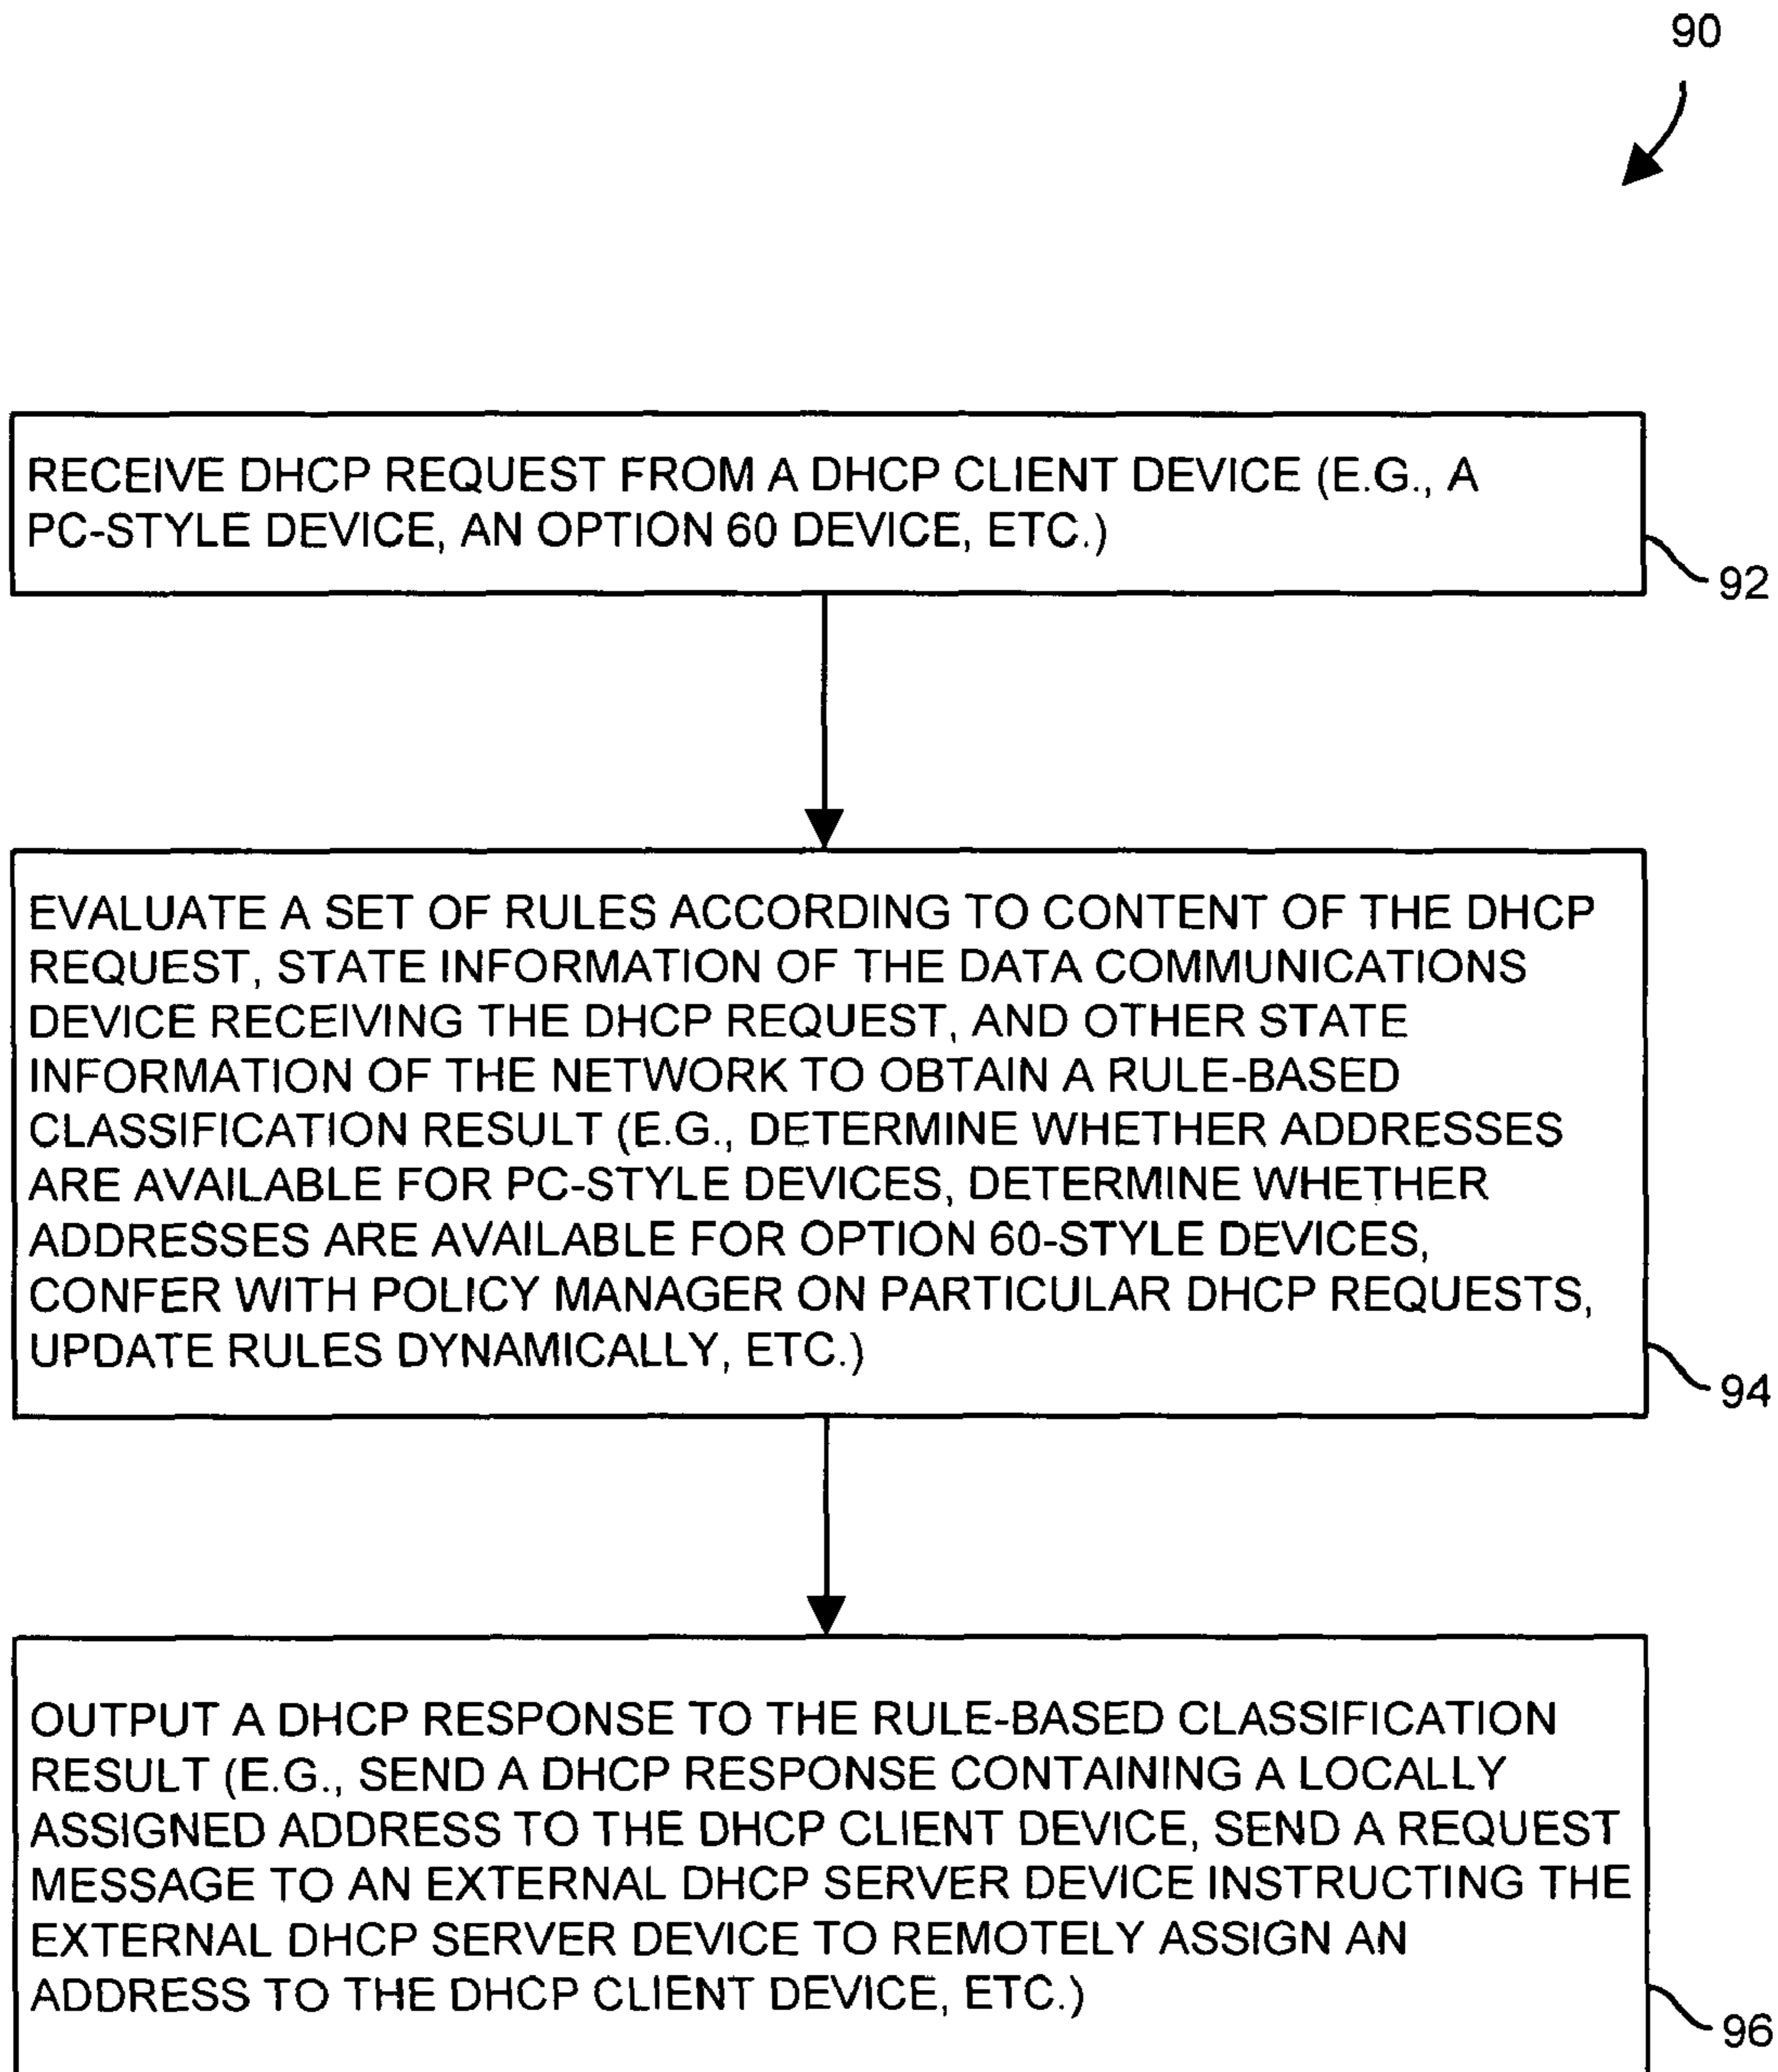 90
RECEIVE DHCP REQUEST FROM A DHCP CLIENT DEVICE (E.G., A
PC-STYLE DEVICE, AN OPTION 60 DEVICE, ETC.)
92
EVALUATE A SET OF RULES ACCORDING TO CONTENT OF THE DHCP
REQUEST, STATE INFORMATION OF THE DATA COMMUNICATIONS
DEVICE RECEIVING THE DHCP REQUEST, AND OTHER STATE
INFORMATION OF THE NETWORK TO OBTAIN A RULE-BASED
CLASSIFICATION RESULT (E.G., DETERMINE WHETHER ADDRESSES
ARE AVAILABLE FOR PC-STYLE DEVICES, DETERMINE WHETHER
ADDRESSES ARE AVAILABLE FOR OPTION 60-STYLE DEVICES,
CONFER WITH POLICY MANAGER ON PARTICULAR DHCP REQUESTS,
UPDATE RULES DYNAMICALLY, ETC.)
94
OUTPUT A DHCP RESPONSE TO THE RULE-BASED CLASSIFICATION
RESULT (E.G., SEND A DHCP RESPONSE CONTAINING A LOCALLY
ASSIGNED ADDRESS TO THE DHCP CLIENT DEVICE, SEND A REQUEST
MESSAGE TO AN EXTERNAL DHCP SERVER DEVICE INSTRUCTING THE
EXTERNAL DHCP SERVER DEVICE TO REMOTELY ASSIGN AN
ADDRESS TO THE DHCP CLIENT DEVICE, ETC.)
96